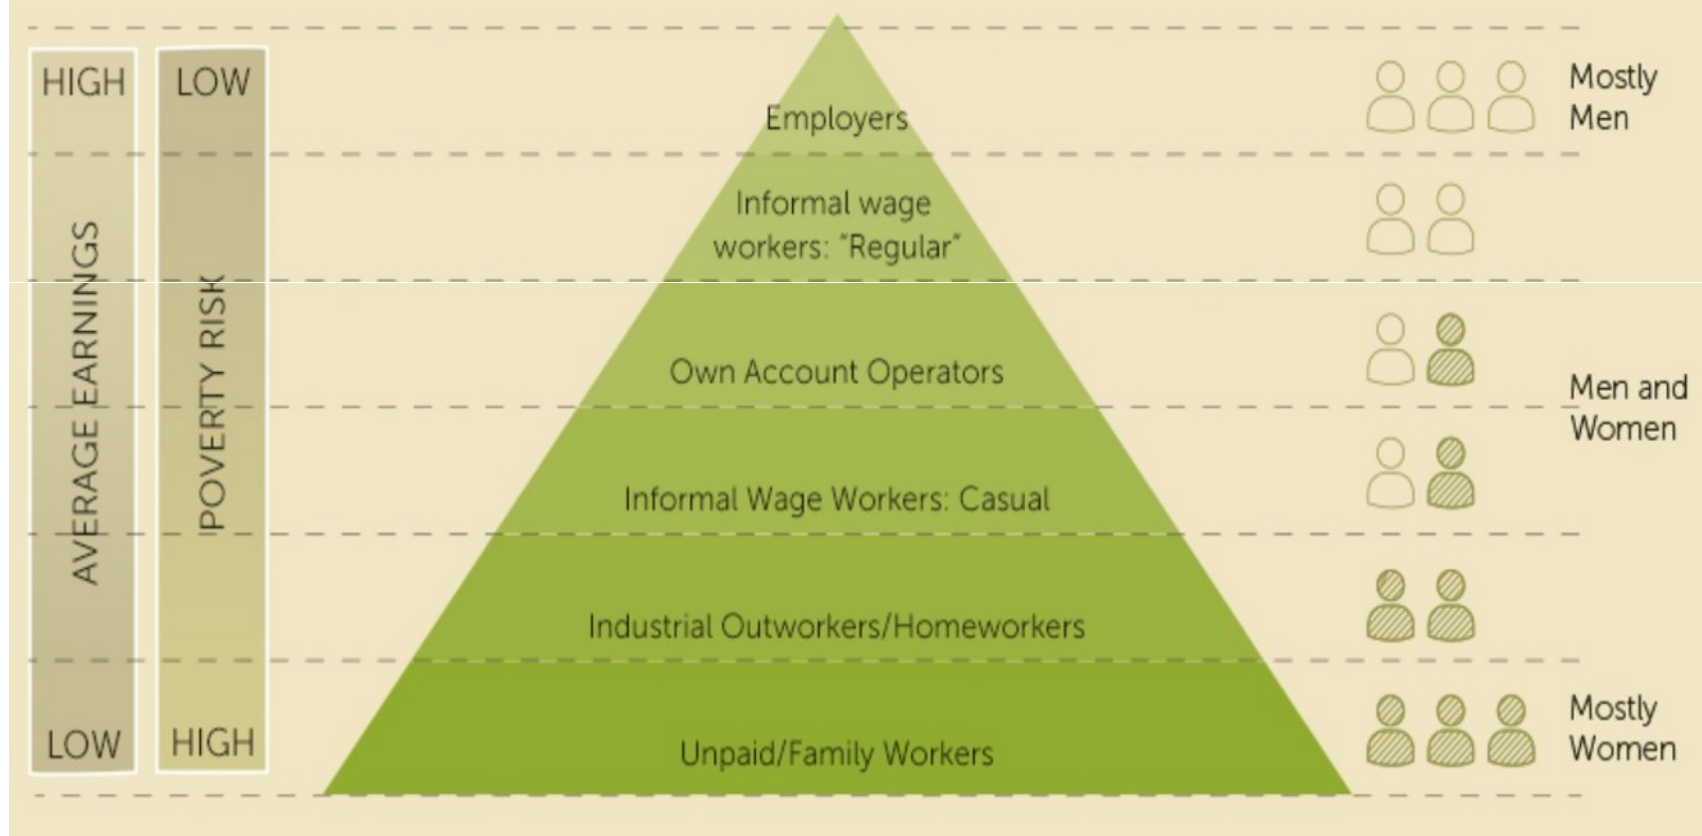 HIGH
LOW
AVERAGE EARNINGS
POVERTY RISK
LOW
HIGH
Employers
Informal wage
workers: “Regular”
Own Account Operators
Informal Wage Workers: Casual
Industrial Outworkers/Homeworkers
Unpaid/Family Workers
Mostly
Men
Men and
Women
Mostly
Women